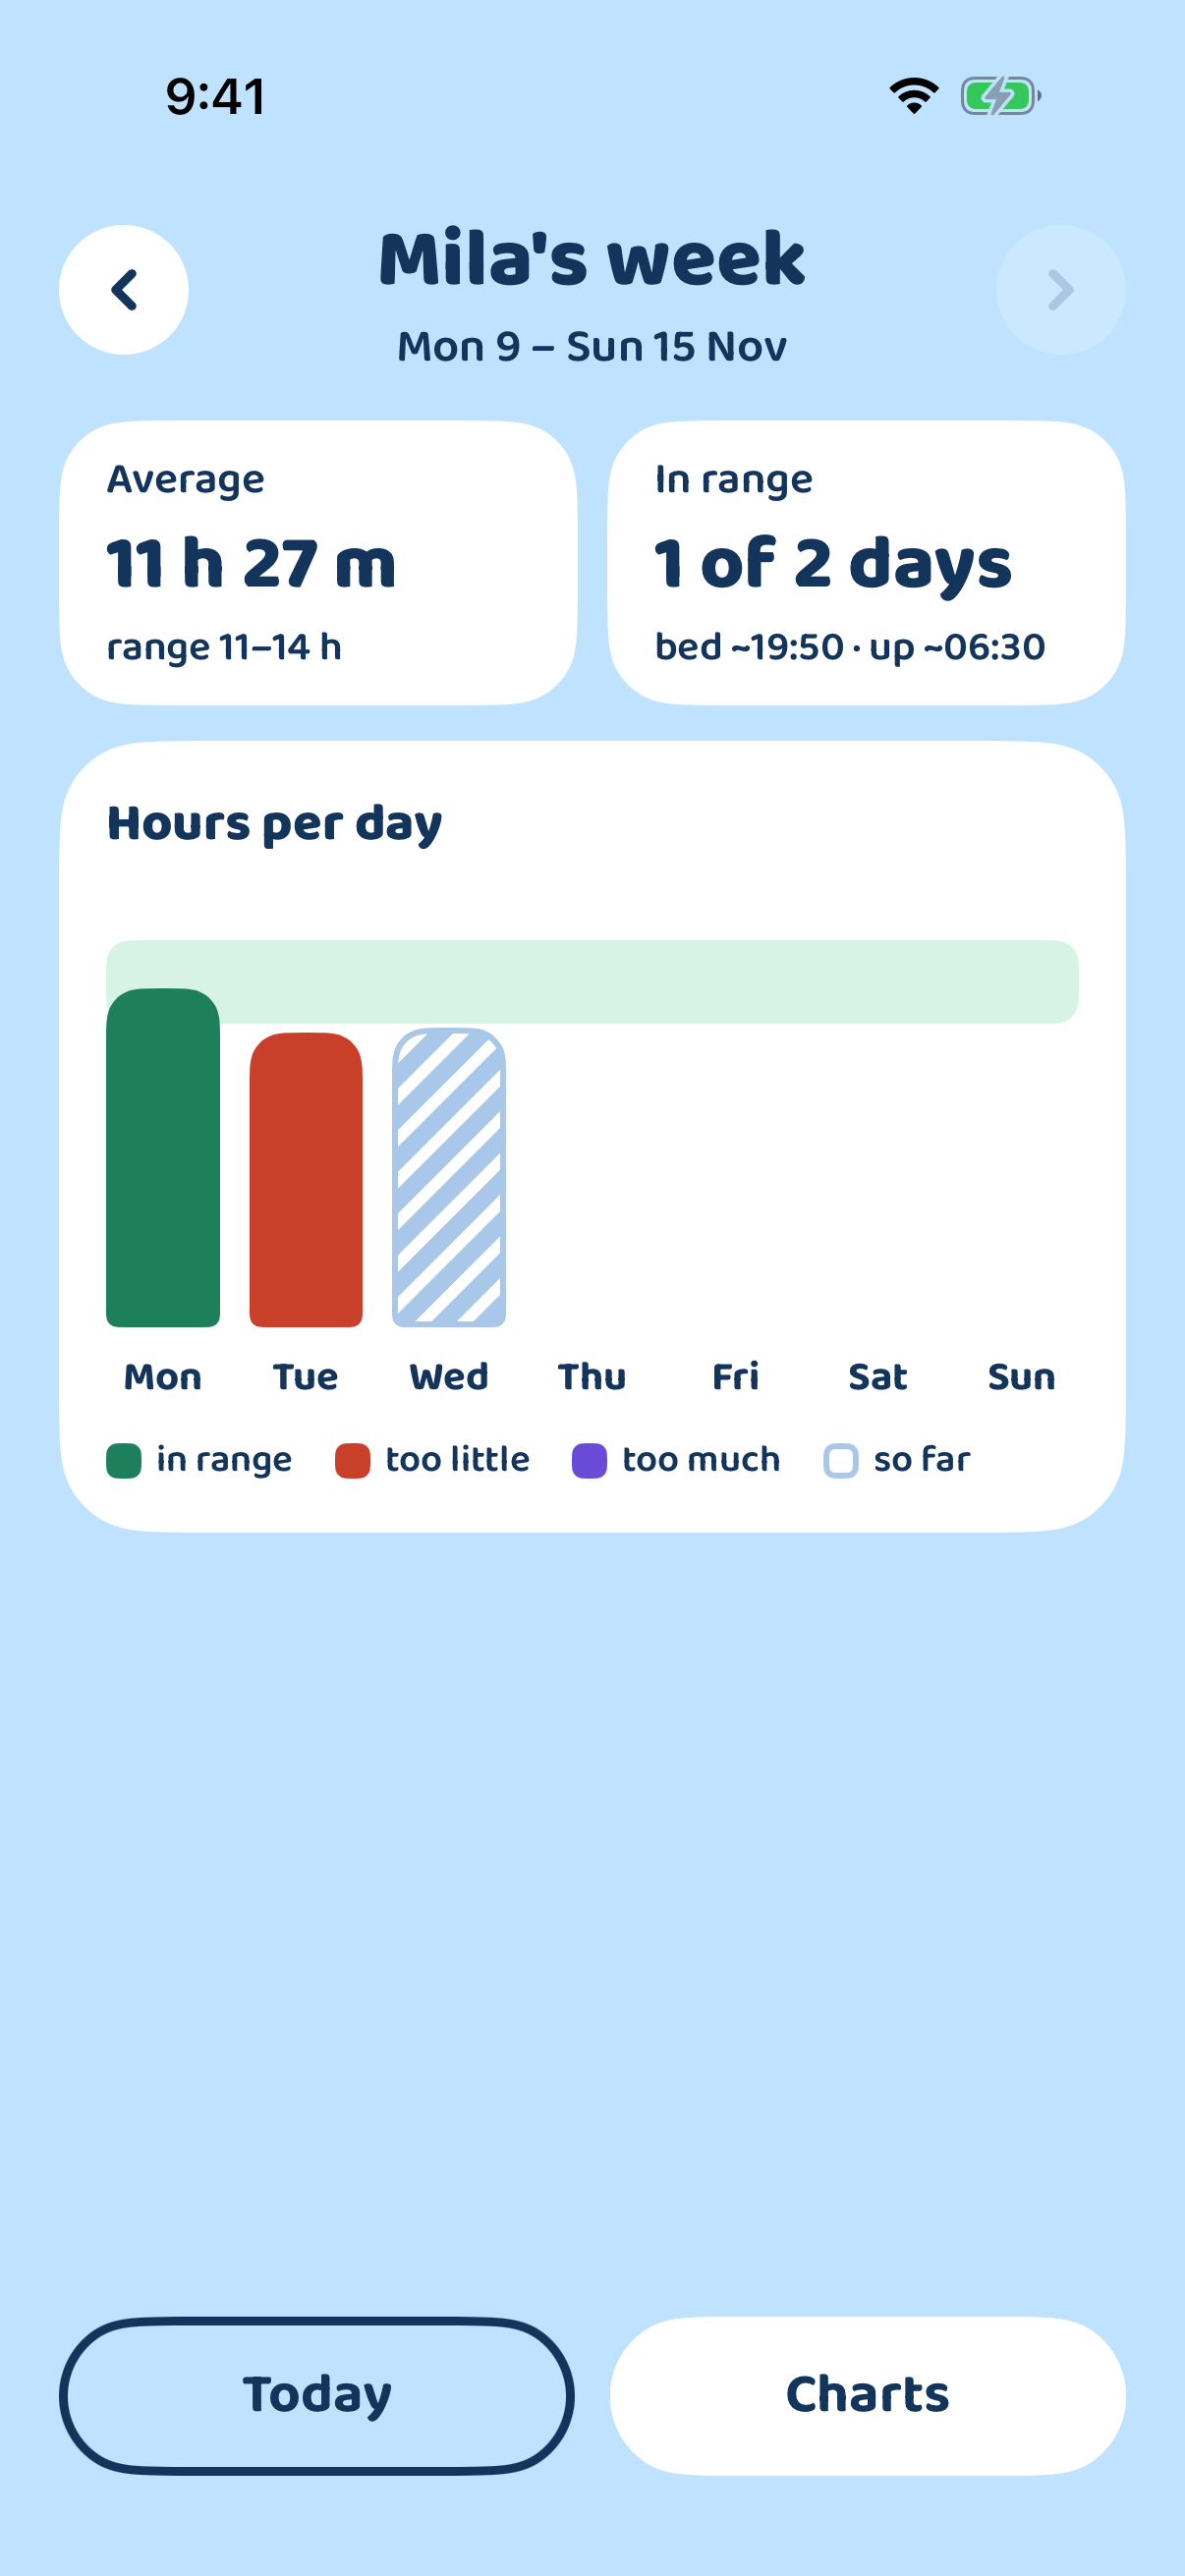 9:41
Mila's week
Mon 9 – Sun 15 Nov
Average
11 h 27 m
range 11–14 h
In range
1 of 2 days
bed ~19:50 · up ~06:30
Hours per day
Mon Tue Wed Thu Fri Sat Sun
in range too little too much so far
Today
Charts